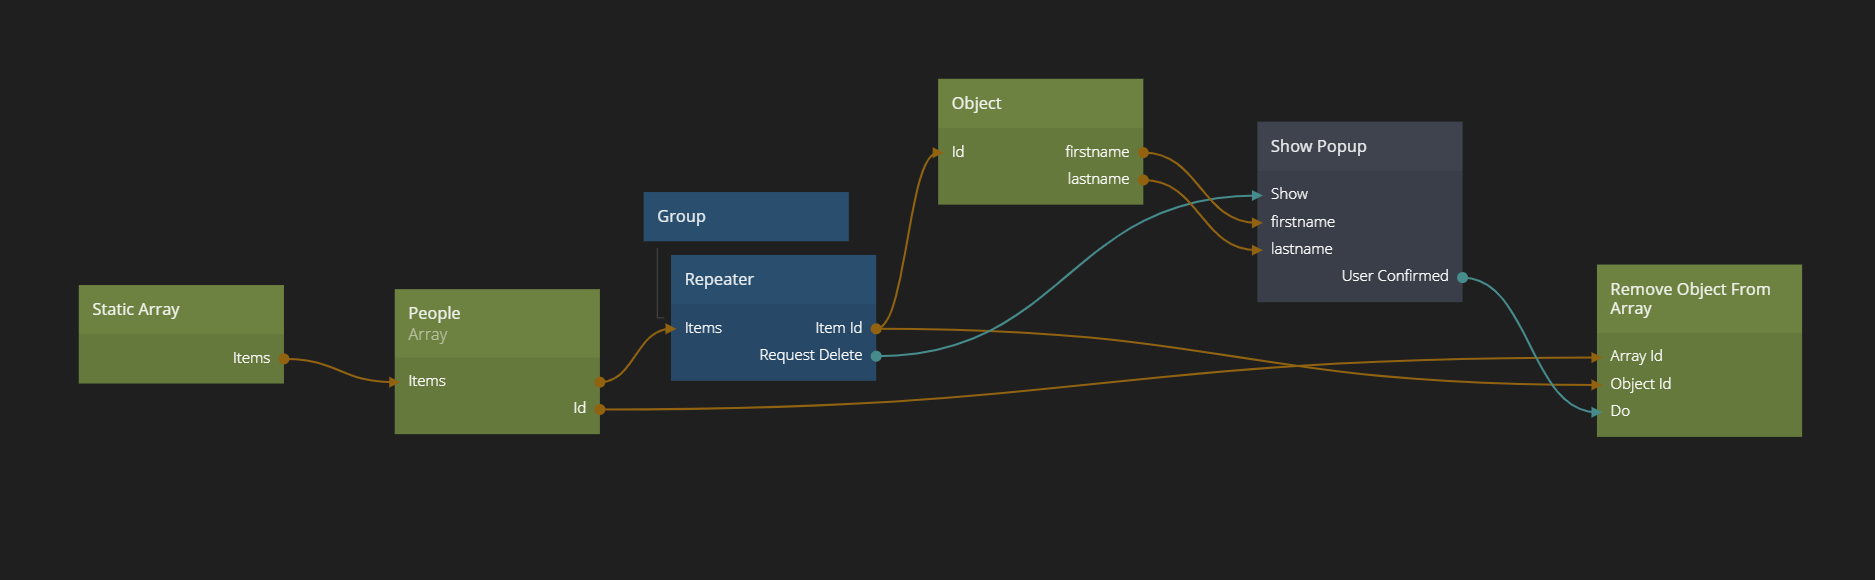 Static Array
Items
People
Array
Items
Id
Group
Repeater
Items Item Id
Request Delete
Object
Id firstname
lastname
Show Popup
Show
firstname
lastname
User Confirmed
Remove Object From
Array
Array Id
Object Id
Do